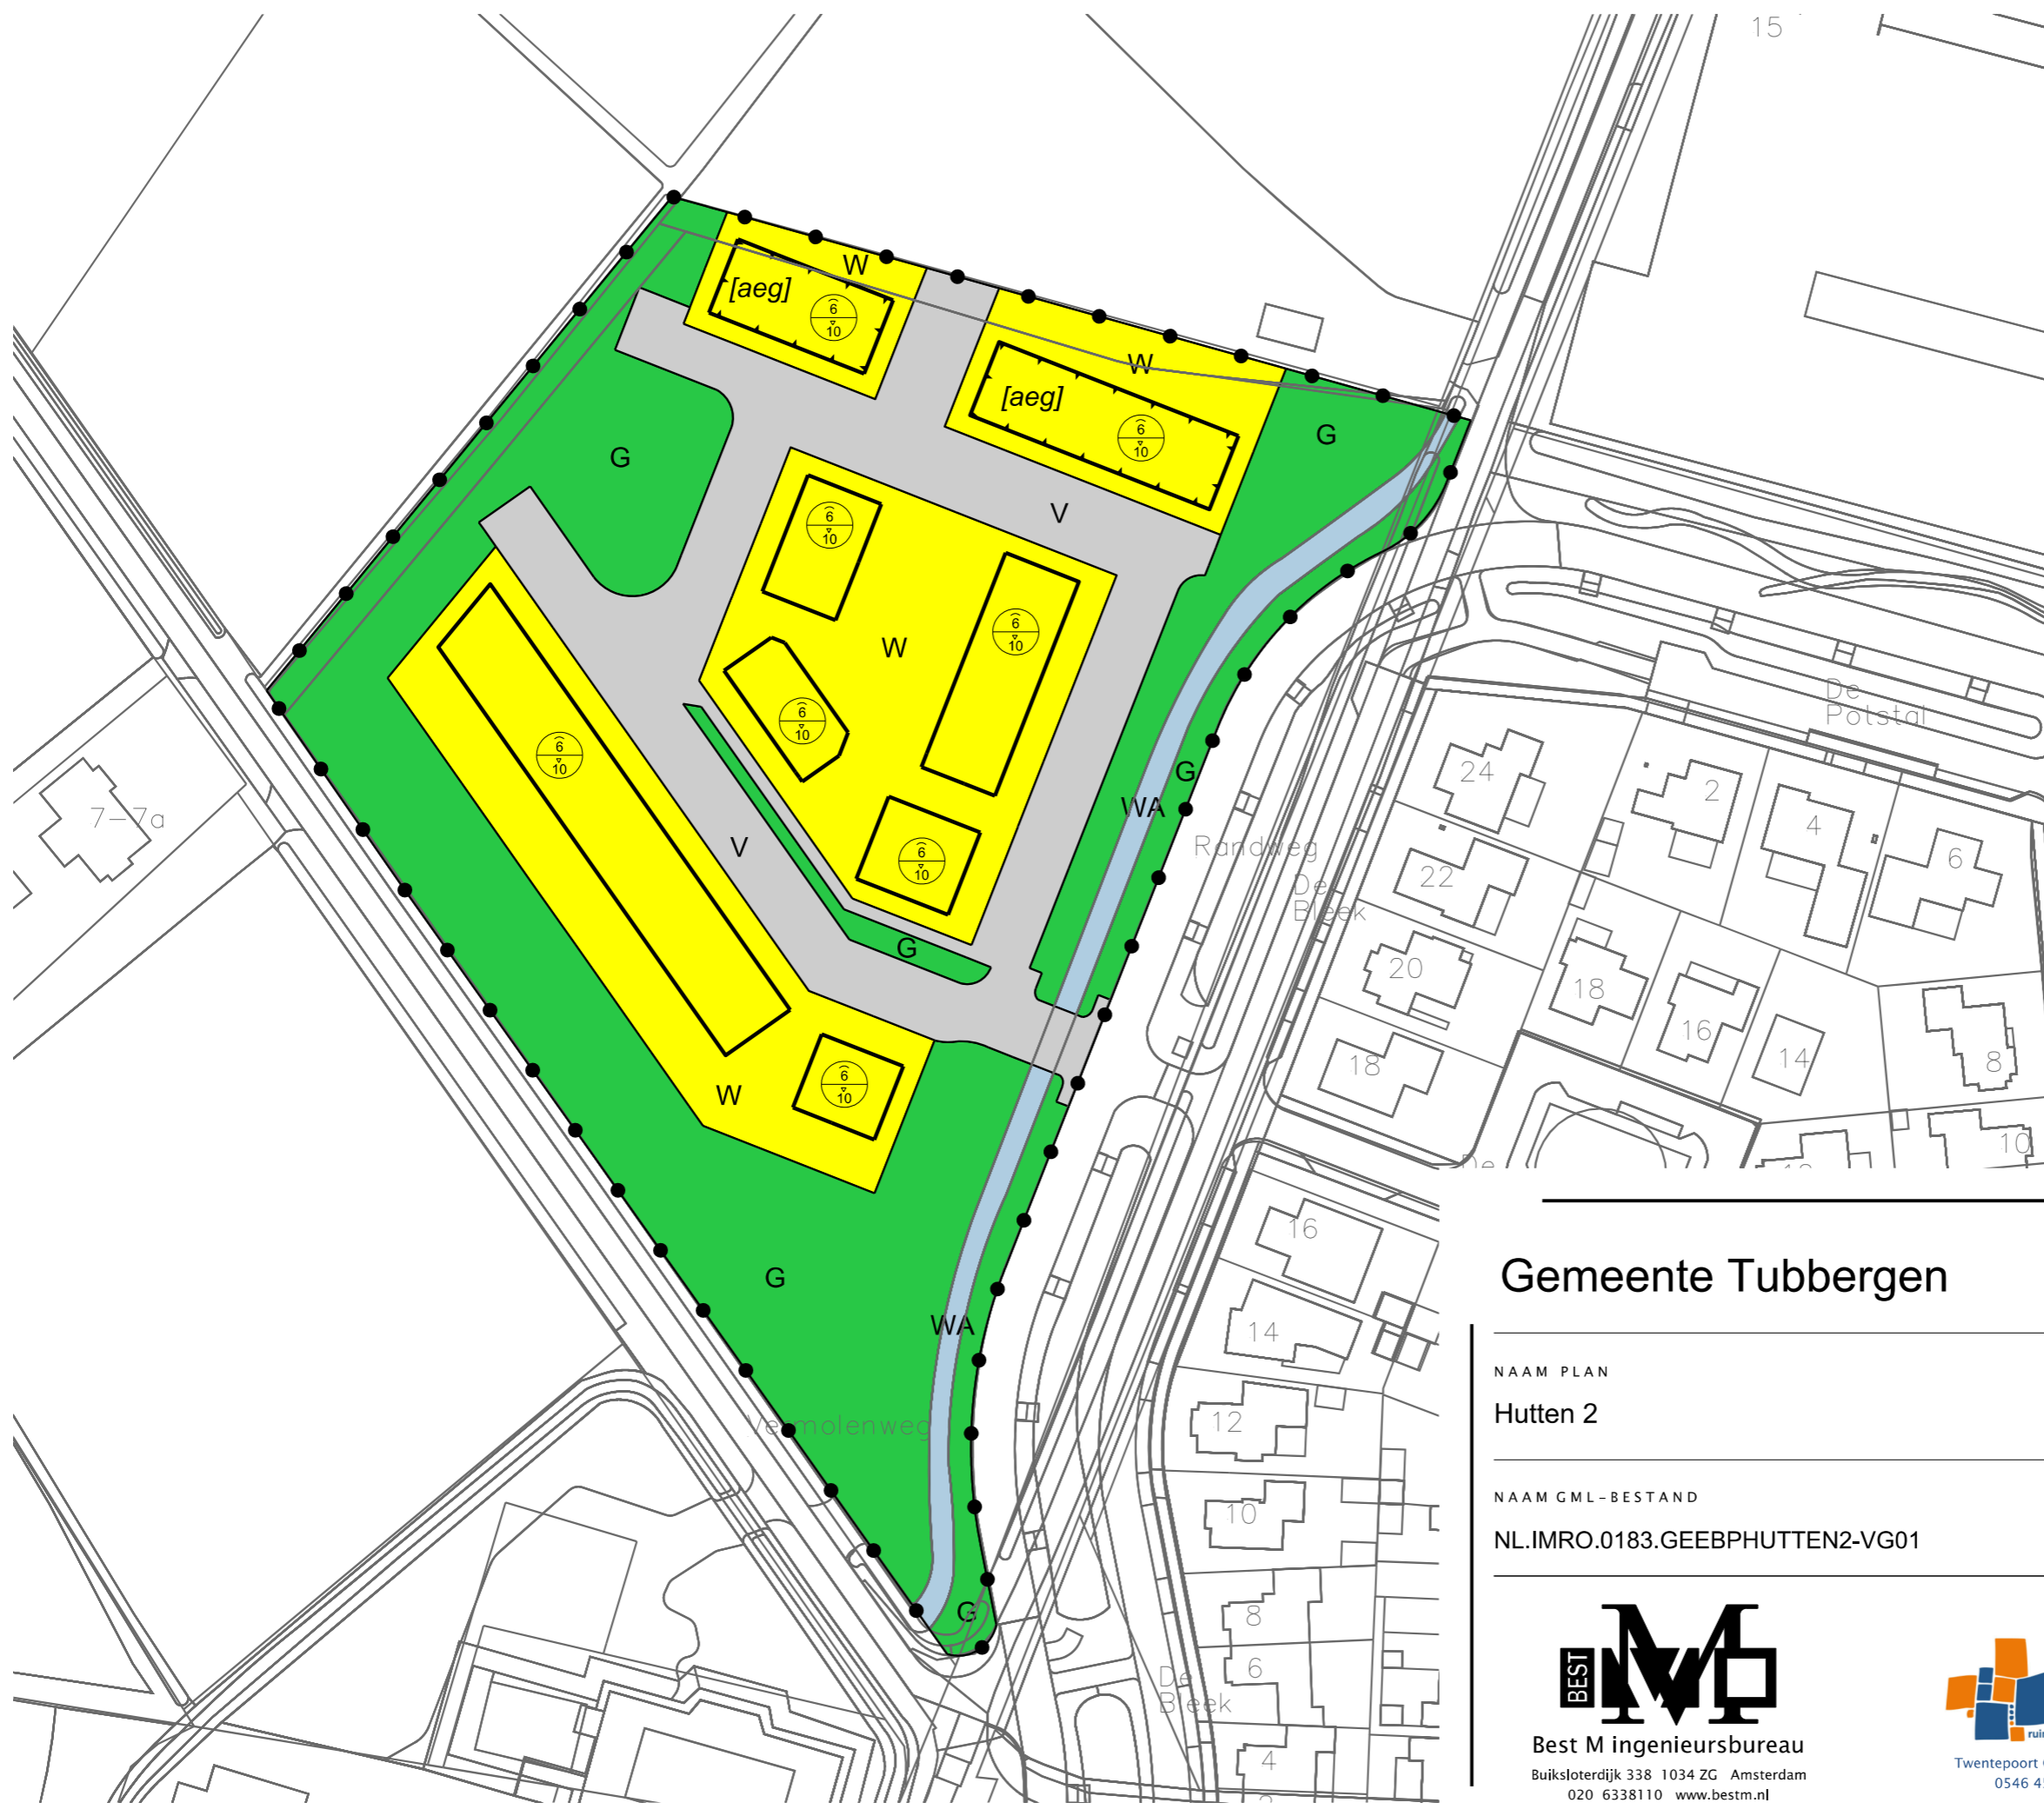 15
W
[aeg]
6
10
W
[aeg]
6
10
G
G
V
6
10
6
10
W
6
10
6
10
G
WA
V
6
10
G
W
6
10
G
WA
G
7-7a
Randweg
De
Bleek
De
Potstal
24
2
4
6
22
20
18
18
16
14
8
10
De
16
14
12
10
8
6
4
De
Bleek
Vermolenweg
Gemeente Tubbergen
NAAM PLAN
Hutten 2
NAAM GML-BESTAND
NL.IMRO.0183.GEEBPHUTTEN2-VG01
BEST
M
Best M ingenieursbureau
Buiksloterdijk 338 1034 ZG Amsterdam
020 6338110 www.bestm.nl
Twentepoort
0546